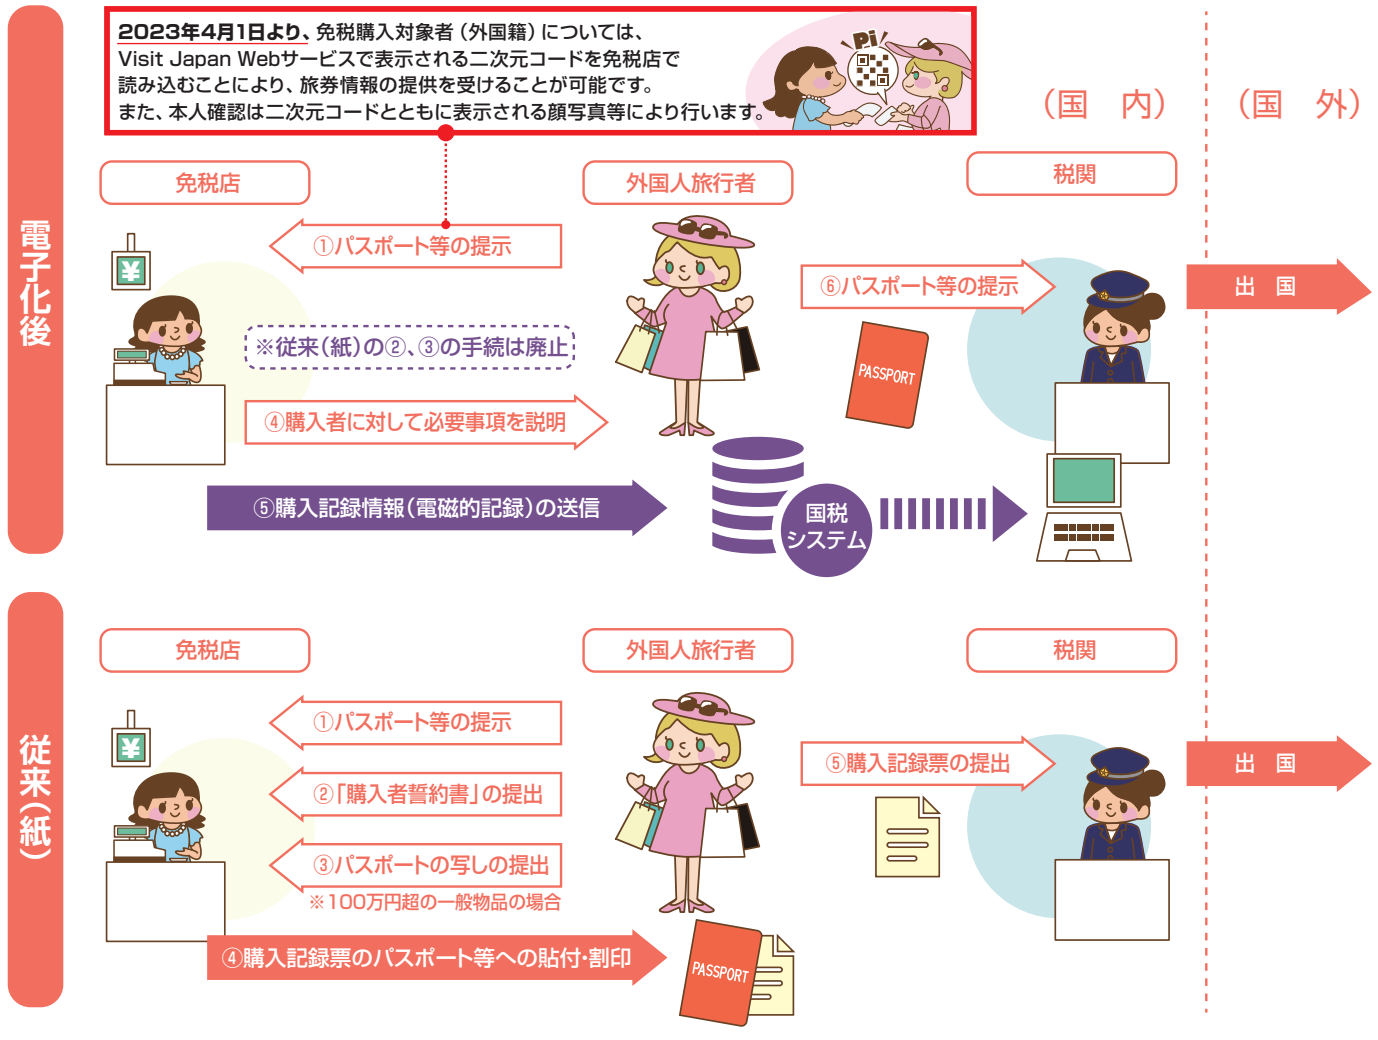 2023年4月1日より、免税購入対象者（外国籍）については、
Visit Japan Webサービスで表示される二次元コードを免税店で
読み込むことにより、旅券情報の提供を受けることが可能です。
また、本人確認は二次元コードとともに表示される顔写真等により行います。
Pi
（国　内）
（国　外）
電子化後
免税店
外国人旅行者
税関
①パスポート等の提示
¥
⑥パスポート等の提示
出　国
※従来（紙）の②、③の手続は廃止
PASSPORT
④購入者に対して必要事項を説明
⑤購入記録情報（電磁的記録）の送信
国税
システム
従来（紙）
免税店
外国人旅行者
税関
①パスポート等の提示
¥
②「購入者誓約書」の提出
⑤購入記録票の提出
出　国
③パスポートの写しの提出
※100万円超の一般物品の場合
④購入記録票のパスポート等への貼付・割印
PASSPORT